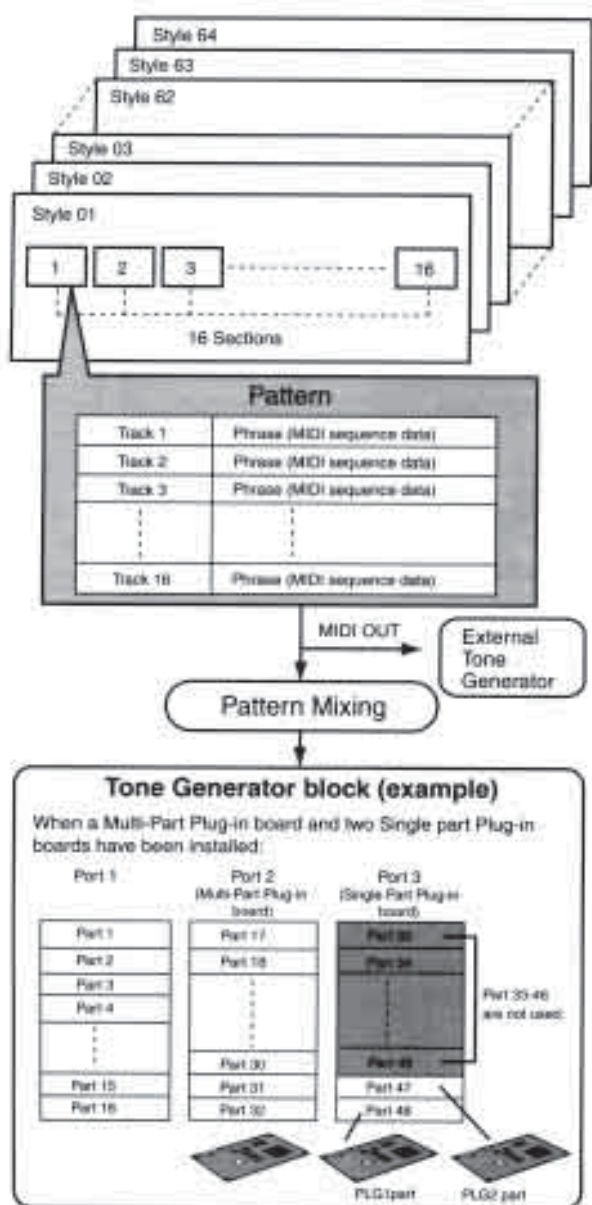 Style 64
Style 63
Style 62
Style 03
Style 02
Style 01
1 2 3 16
16 Sections
Pattern
Track 1 Phrase (MIDI sequence data)
Track 2 Phrase (MIDI sequence data)
Track 3 Phrase (MIDI sequence data)
Track 16 Phrase (MIDI sequence data)
MIDI OUT
External
Tone
Generator
Pattern Mixing
Tone Generator block (example)
When a Multi-Part Plug-in board and two Single part Plug-in
boards have been installed:
Port 1 Port 2 Port 3
(Multi-Part Plug-in (Single Part Plug-in
board) board)
Part 1 Part 17 Part 33
Part 2 Part 18 Part 34
Part 3
Part 4
Part 33-46
are not used.
Part 30 Part 46
Part 15 Part 31 Part 47
Part 16 Part 32 Part 48
PLG1part PLG2 part